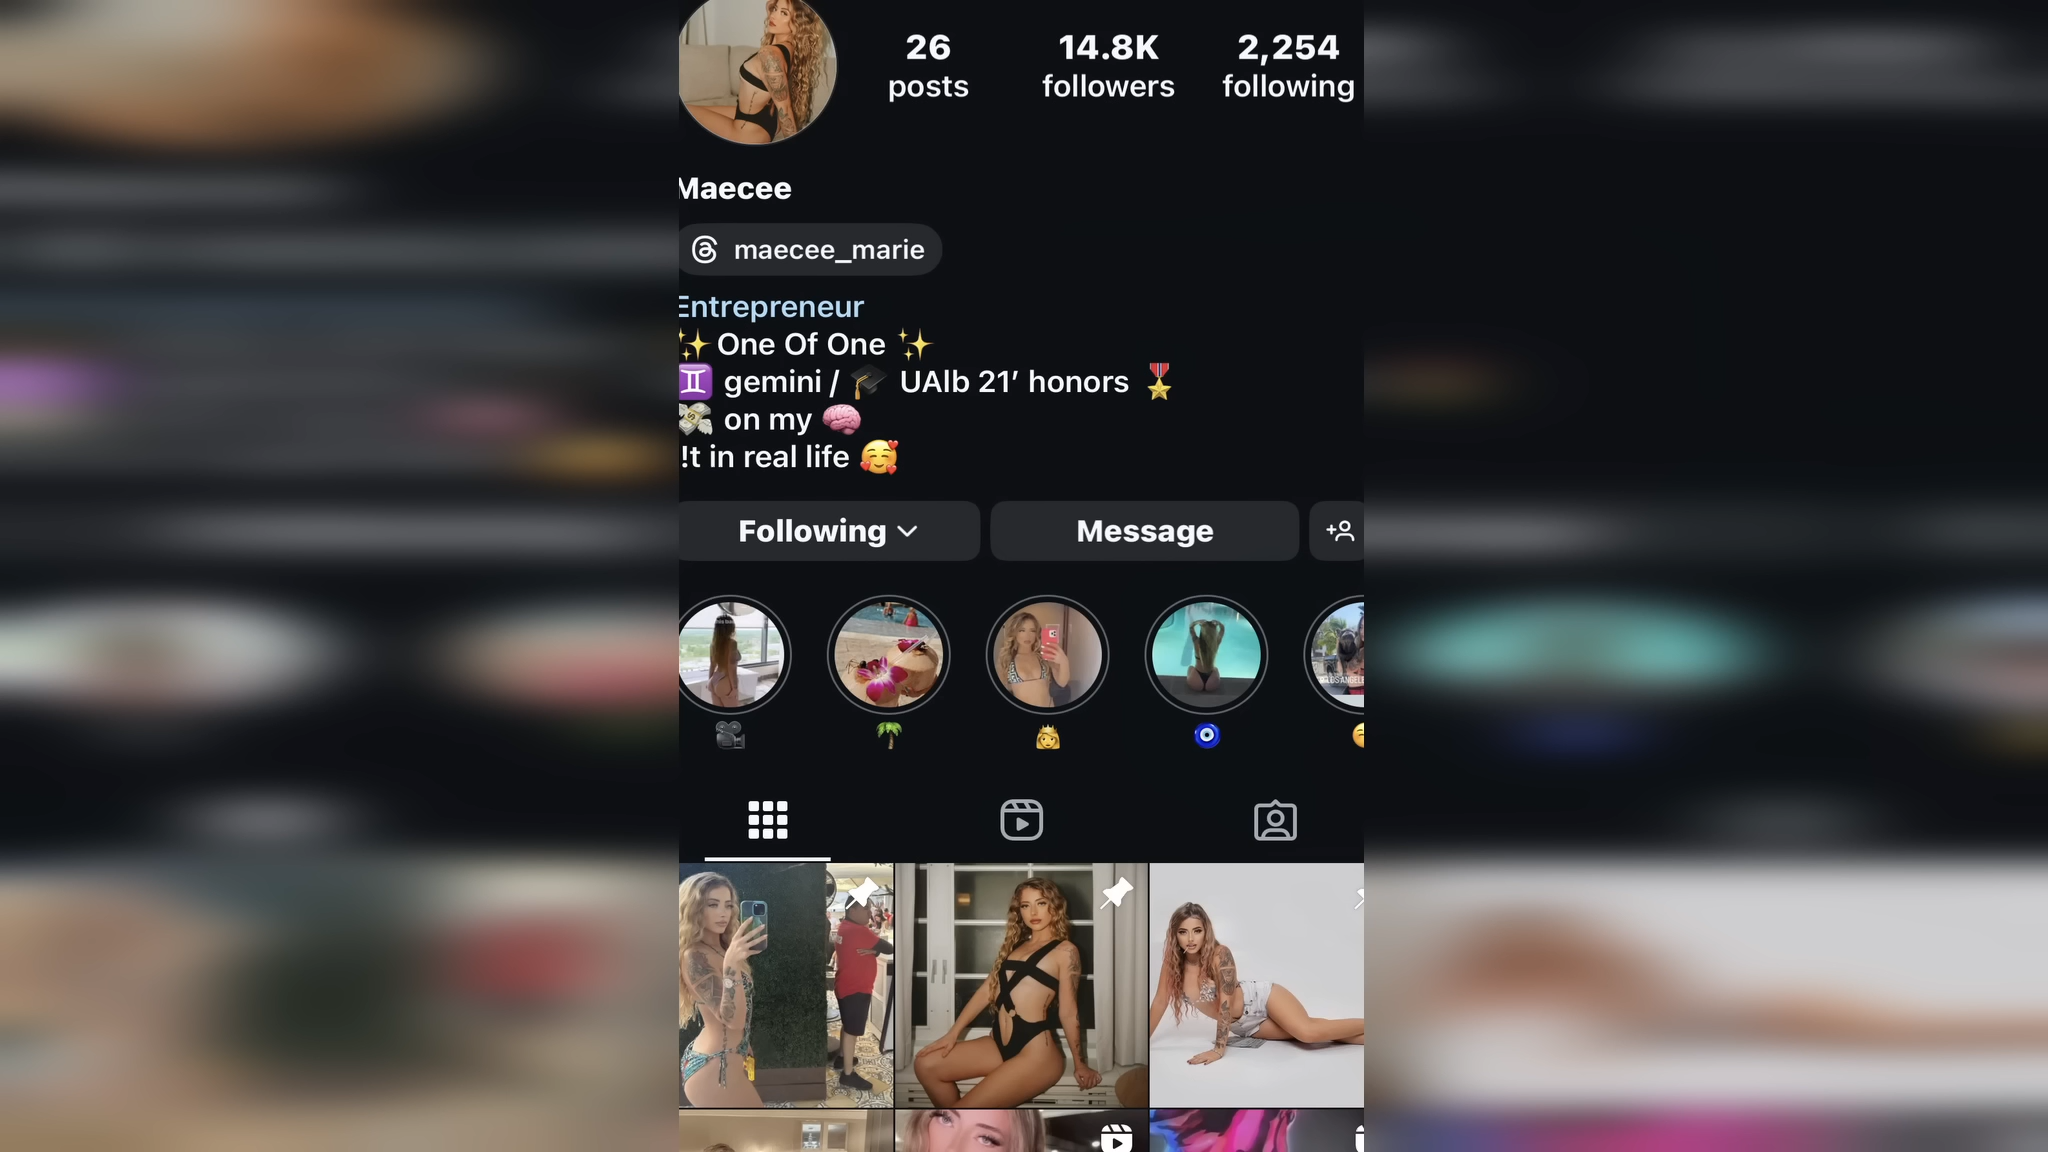 26 14.8K 2,254
posts followers following
Maecee
maecee_marie
Entrepreneur
✨ One Of One ✨
♊ gemini / 🎓 UAlb 21’ honors 🎖️
💸 on my 🧠
!t in real life 🥰
Following Message